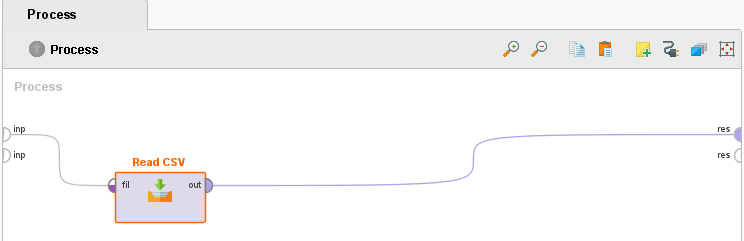 Process
Process
Process
inp
res
inp
res
Read CSV
fil
out